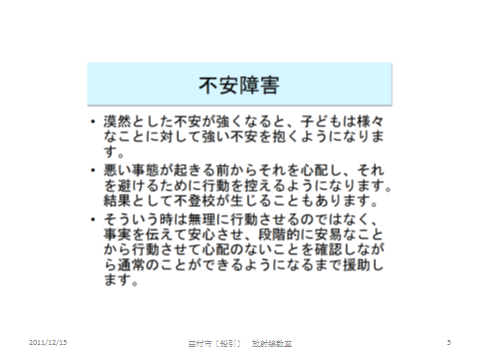 不安障害
• 漠然とした不安が強くなると、子どもは様々
なことに対して強い不安を抱くようになりま
す。
• 悪い事態が起きる前からそれを心配し、それ
を避けるために行動を控えるようになります。
結果として不登校が生じることもあります。
• そういう時は無理に行動させるのではなく、
事実を伝えて安心させ、段階的に安易なこと
から行動させて心配のないことを確認しなが
ら通常のことができるようになるまで援助し
ます。
2011/12/15
田村市（船引） 放射線教室
5